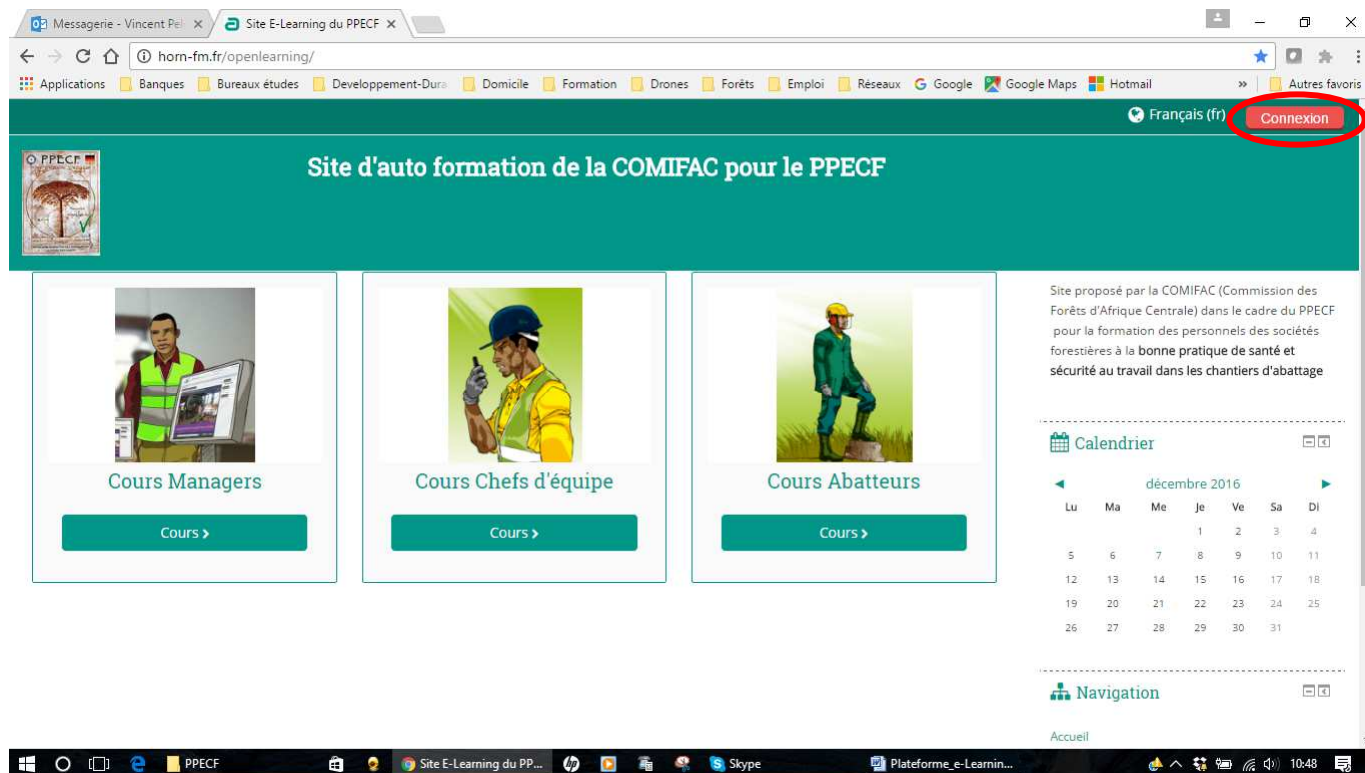 Messagerie - Vincent Pel
Site E-Learning du PPECF
horn-fm.fr/openlearning/
Applications Banques Bureaux études Developpement-Dura Domicile Formation Drones Forêts Emploi Réseaux Google Google Maps Hotmail » Autres favoris
Français (fr) Connexion
PPECF
Site d'auto formation de la COMIFAC pour le PPECF
Cours Managers
Cours
Cours Chefs d'équipe
Cours
Cours Abatteurs
Cours
Site proposé par la COMIFAC (Commission des
Forêts d'Afrique Centrale) dans le cadre du PPECF
pour la formation des personnels des sociétés
forestières à la bonne pratique de santé et
sécurité au travail dans les chantiers d'abattage
Calendrier
décembre 2016
Lu Ma Me Je Ve Sa Di
1 2 3 4
5 6 7 8 9 10 11
12 13 14 15 16 17 18
19 20 21 22 23 24 25
26 27 28 29 30 31
Navigation
Accueil
PPECF Site E-Learning du PP... Skype Plateforme_e-Learnin... 10:48